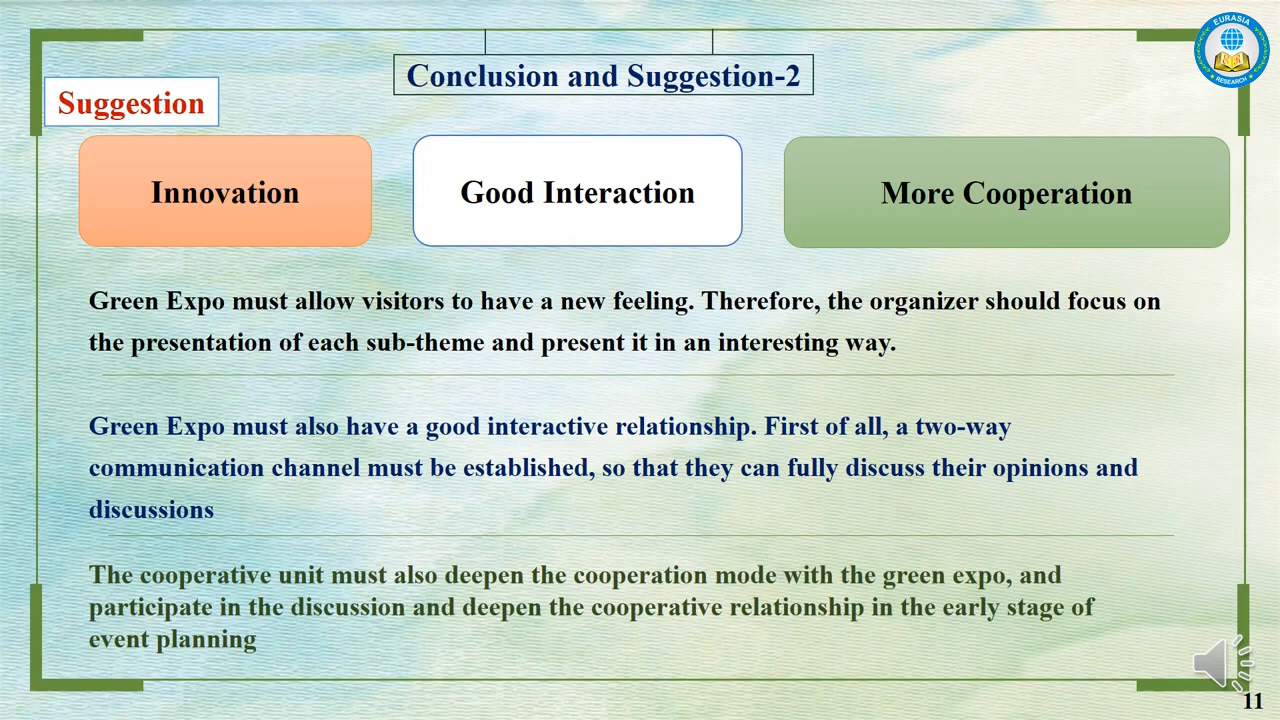 EURASIA
RESEARCH
Conclusion and Suggestion-2
Suggestion
Innovation
Good Interaction
More Cooperation
Green Expo must allow visitors to have a new feeling. Therefore, the organizer should focus on
the presentation of each sub-theme and present it in an interesting way.
Green Expo must also have a good interactive relationship. First of all, a two-way
communication channel must be established, so that they can fully discuss their opinions and
discussions
The cooperative unit must also deepen the cooperation mode with the green expo, and
participate in the discussion and deepen the cooperative relationship in the early stage of
event planning
11